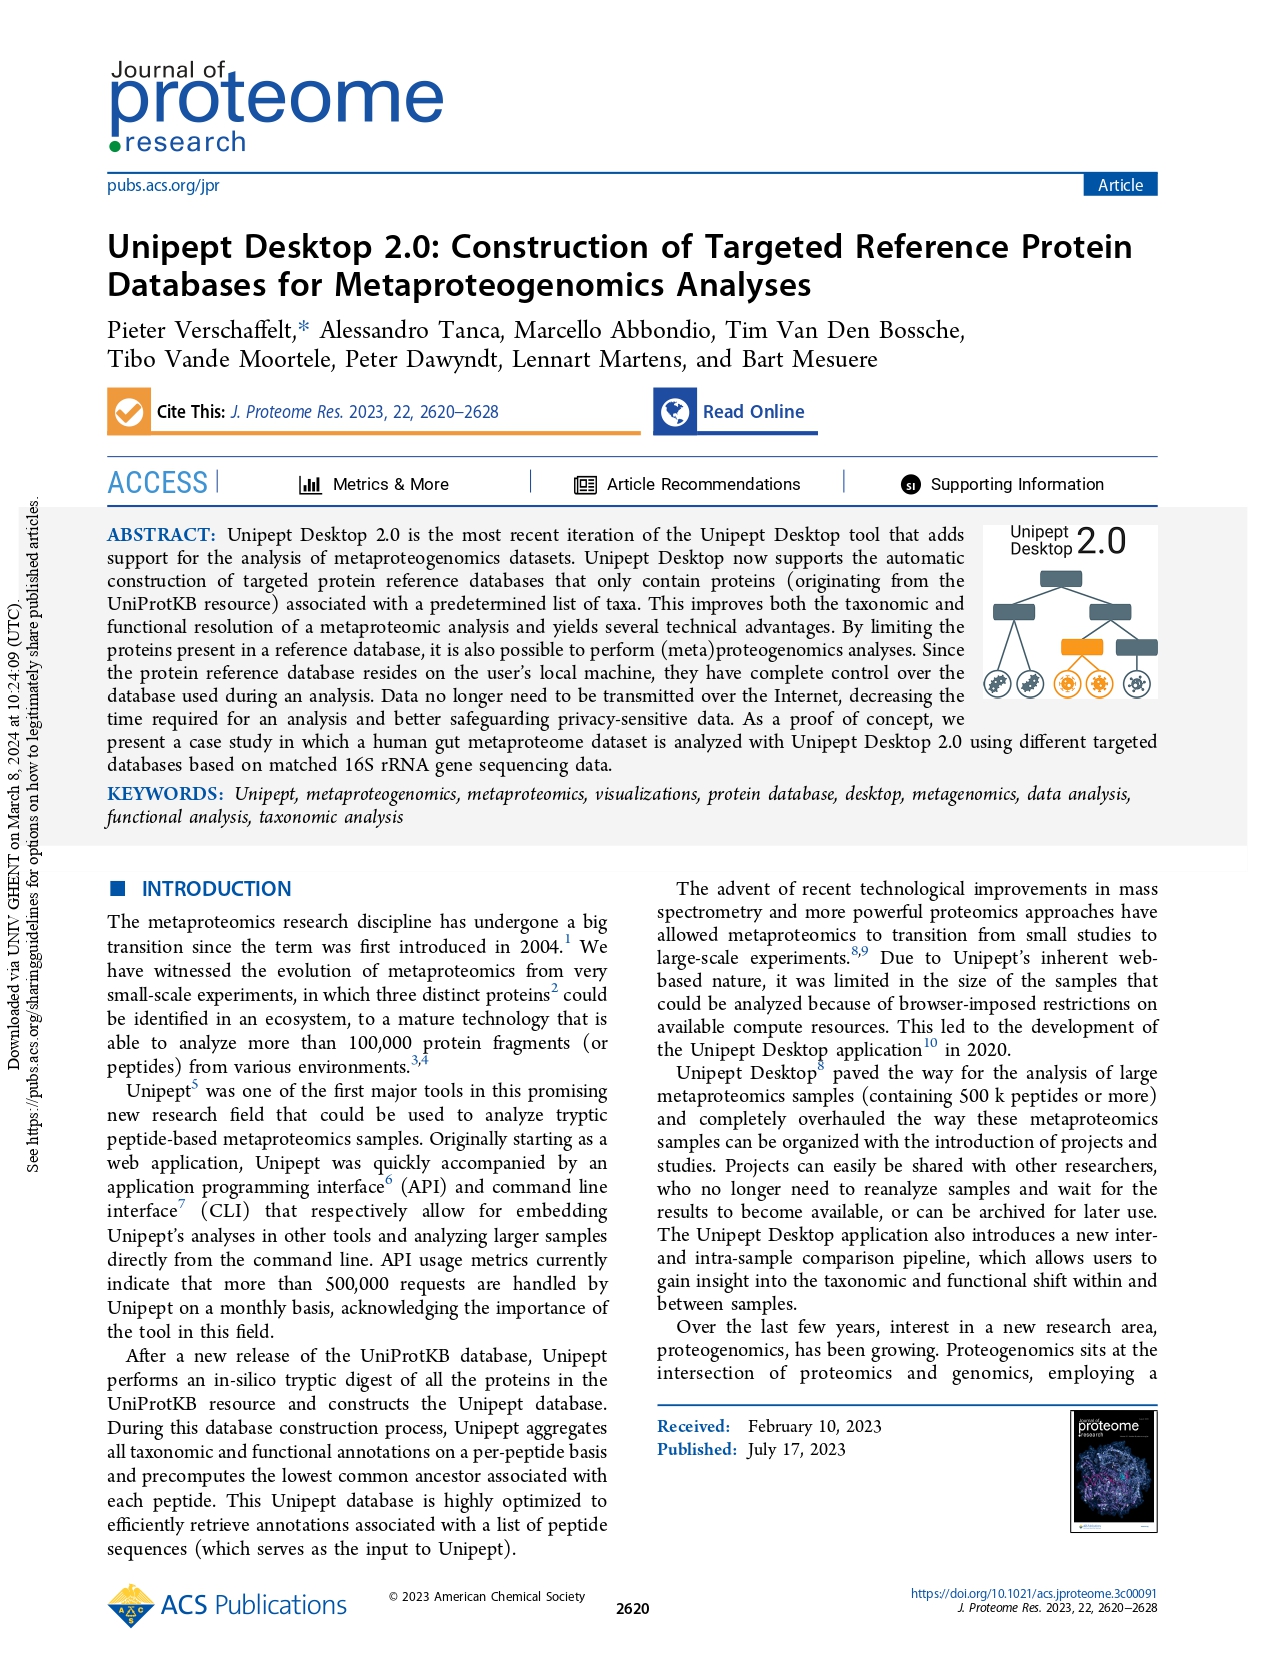 Journal of
proteome
research
pubs.acs.org/jpr
Article
Unipept Desktop 2.0: Construction of Targeted Reference Protein
Databases for Metaproteogenomics Analyses
Pieter Verschaffelt,* Alessandro Tanca, Marcello Abbondio, Tim Van Den Bossche,
Tibo Vande Moortele, Peter Dawyndt, Lennart Martens, and Bart Mesuere
Cite This: J. Proteome Res. 2023, 22, 2620−2628
Read Online
ACCESS
Metrics & More
Article Recommendations
SI Supporting Information
ABSTRACT: Unipept Desktop 2.0 is the most recent iteration of the Unipept Desktop tool that adds
support for the analysis of metaproteogenomics datasets. Unipept Desktop now supports the automatic
construction of targeted protein reference databases that only contain proteins (originating from the
UniProtKB resource) associated with a predetermined list of taxa. This improves both the taxonomic and
functional resolution of a metaproteomic analysis and yields several technical advantages. By limiting the
proteins present in a reference database, it is also possible to perform (meta)proteogenomics analyses. Since
the protein reference database resides on the user's local machine, they have complete control over the
database used during an analysis. Data no longer need to be transmitted over the Internet, decreasing the
time required for an analysis and better safeguarding privacy-sensitive data. As a proof of concept, we
present a case study in which a human gut metaproteome dataset is analyzed with Unipept Desktop 2.0 using different targeted
databases based on matched 16S rRNA gene sequencing data.
Unipept
Desktop 2.0
KEYWORDS: Unipept, metaproteogenomics, metaproteomics, visualizations, protein database, desktop, metagenomics, data analysis,
functional analysis, taxonomic analysis
■ INTRODUCTION
The metaproteomics research discipline has undergone a big
transition since the term was first introduced in 2004.1 We
have witnessed the evolution of metaproteomics from very
small-scale experiments, in which three distinct proteins2 could
be identified in an ecosystem, to a mature technology that is
able to analyze more than 100,000 protein fragments (or
peptides) from various environments.3,4
Unipept5 was one of the first major tools in this promising
new research field that could be used to analyze tryptic
peptide-based metaproteomics samples. Originally starting as a
web application, Unipept was quickly accompanied by an
application programming interface6 (API) and command line
interface7 (CLI) that respectively allow for embedding
Unipept's analyses in other tools and analyzing larger samples
directly from the command line. API usage metrics currently
indicate that more than 500,000 requests are handled by
Unipept on a monthly basis, acknowledging the importance of
the tool in this field.
After a new release of the UniProtKB database, Unipept
performs an in-silico tryptic digest of all the proteins in the
UniProtKB resource and constructs the Unipept database.
During this database construction process, Unipept aggregates
all taxonomic and functional annotations on a per-peptide basis
and precomputes the lowest common ancestor associated with
each peptide. This Unipept database is highly optimized to
efficiently retrieve annotations associated with a list of peptide
sequences (which serves as the input to Unipept).
The advent of recent technological improvements in mass
spectrometry and more powerful proteomics approaches have
allowed metaproteomics to transition from small studies to
large-scale experiments.8,9 Due to Unipept's inherent web-
based nature, it was limited in the size of the samples that
could be analyzed because of browser-imposed restrictions on
available compute resources. This led to the development of
the Unipept Desktop application10 in 2020.
Unipept Desktop8 paved the way for the analysis of large
metaproteomics samples (containing 500 k peptides or more)
and completely overhauled the way these metaproteomics
samples can be organized with the introduction of projects and
studies. Projects can easily be shared with other researchers,
who no longer need to reanalyze samples and wait for the
results to become available, or can be archived for later use.
The Unipept Desktop application also introduces a new inter-
and intra-sample comparison pipeline, which allows users to
gain insight into the taxonomic and functional shift within and
between samples.
Over the last few years, interest in a new research area,
proteogenomics, has been growing. Proteogenomics sits at the
intersection of proteomics and genomics, employing a
Received: February 10, 2023
Published: July 17, 2023
Journal of
proteome
research
ACS Publications
© 2023 American Chemical Society
2620
https://doi.org/10.1021/acs.jproteome.3c00091
J. Proteome Res. 2023, 22, 2620−2628
Downloaded via UNIV GHENT on March 8, 2024 at 10:24:09 (UTC).
See https://pubs.acs.org/sharingguidelines for options on how to legitimately share published articles.